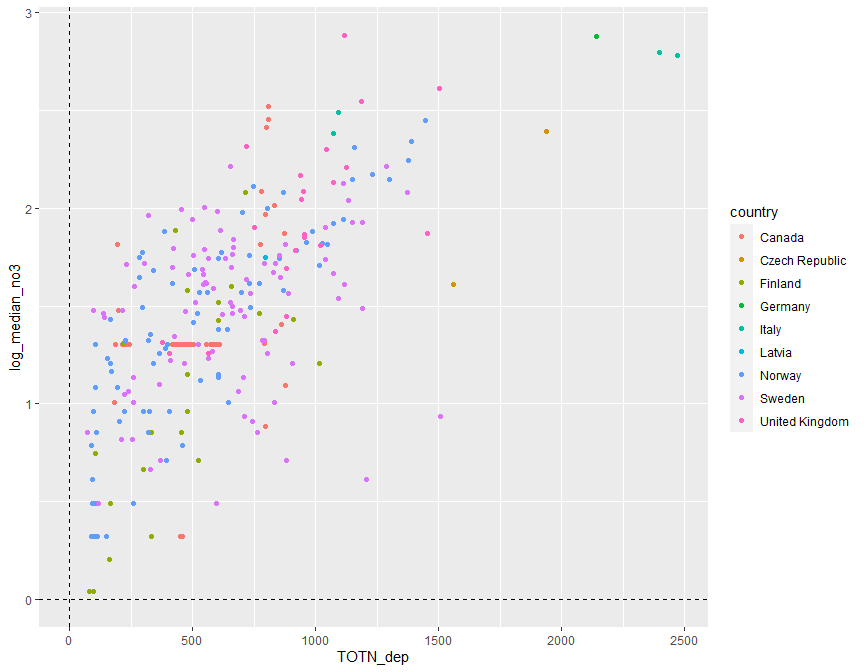 log_median_no3
3
2
1
0
0
500
1000
1500
2000
2500
TOTN_dep
country
Canada
Czech Republic
Finland
Germany
Italy
Latvia
Norway
Sweden
United Kingdom